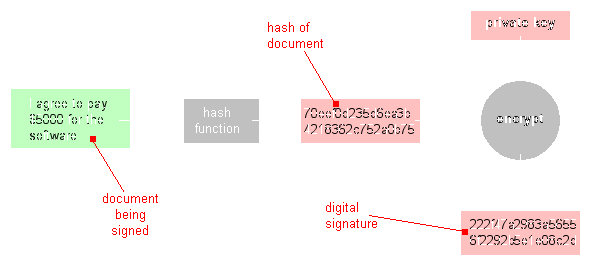 private key
hash of
document
I agree to pay
for the
software
hash
function
encrypt
document
being
signed
digital
signature